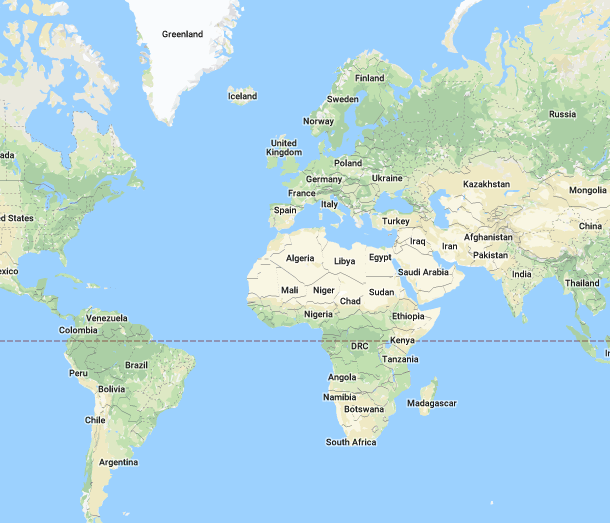 Greenland
Finland
Iceland
Sweden
Russia
Norway
United
Kingdom
ada
Poland
Germany
Ukraine
Kazakhstan
Mongolia
France
Italy
Spain
ed States
Turkey
China
Iraq
Afghanistan
Iran
Algeria
Libya
Egypt
Pakistan
exico
Saudi Arabia
India
Thailand
Mali
Niger
Sudan
Chad
Venezuela
Nigeria
Ethiopia
Colombia
Kenya
DRC
In
Tanzania
Brazil
Peru
Angola
Bolivia
Namibia
Madagascar
Botswana
Chile
South Africa
Argentina